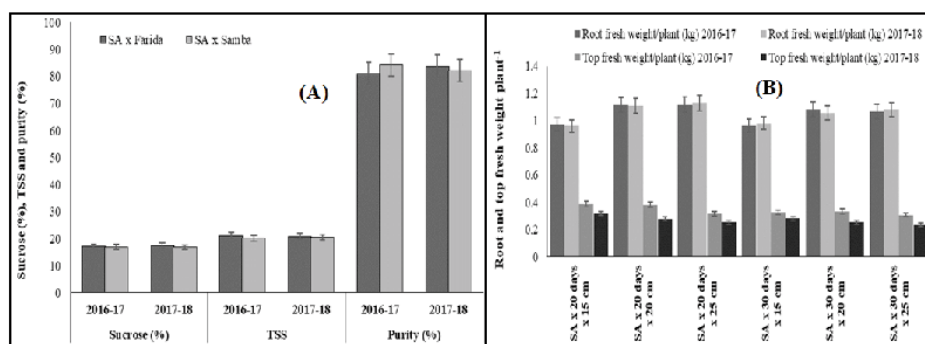 100
90
80
70
60
50
40
30
20
10
0
Sucrose (%), TSS and purity (%)
SA x Farida
SA x Samba
(A)
2016-17 2017-18 2016-17 2017-18 2016-17 2017-18
Sucrose (%) TSS Purity (%)
Root fresh weight/plant (kg) 2016-17
Root fresh weight/plant (kg) 2017-18
Top fresh weight/plant (kg) 2016-17
Top fresh weight/plant (kg) 2017-18
(B)
1.4
1.2
1
0.8
0.6
0.4
0.2
0
Root and top fresh weight plant⁻¹
SA x 20 days x 15 cm
SA x 20 days x 20 cm
SA x 20 days x 25 cm
SA x 30 days x 15 cm
SA x 30 days x 20 cm
SA x 30 days x 25 cm